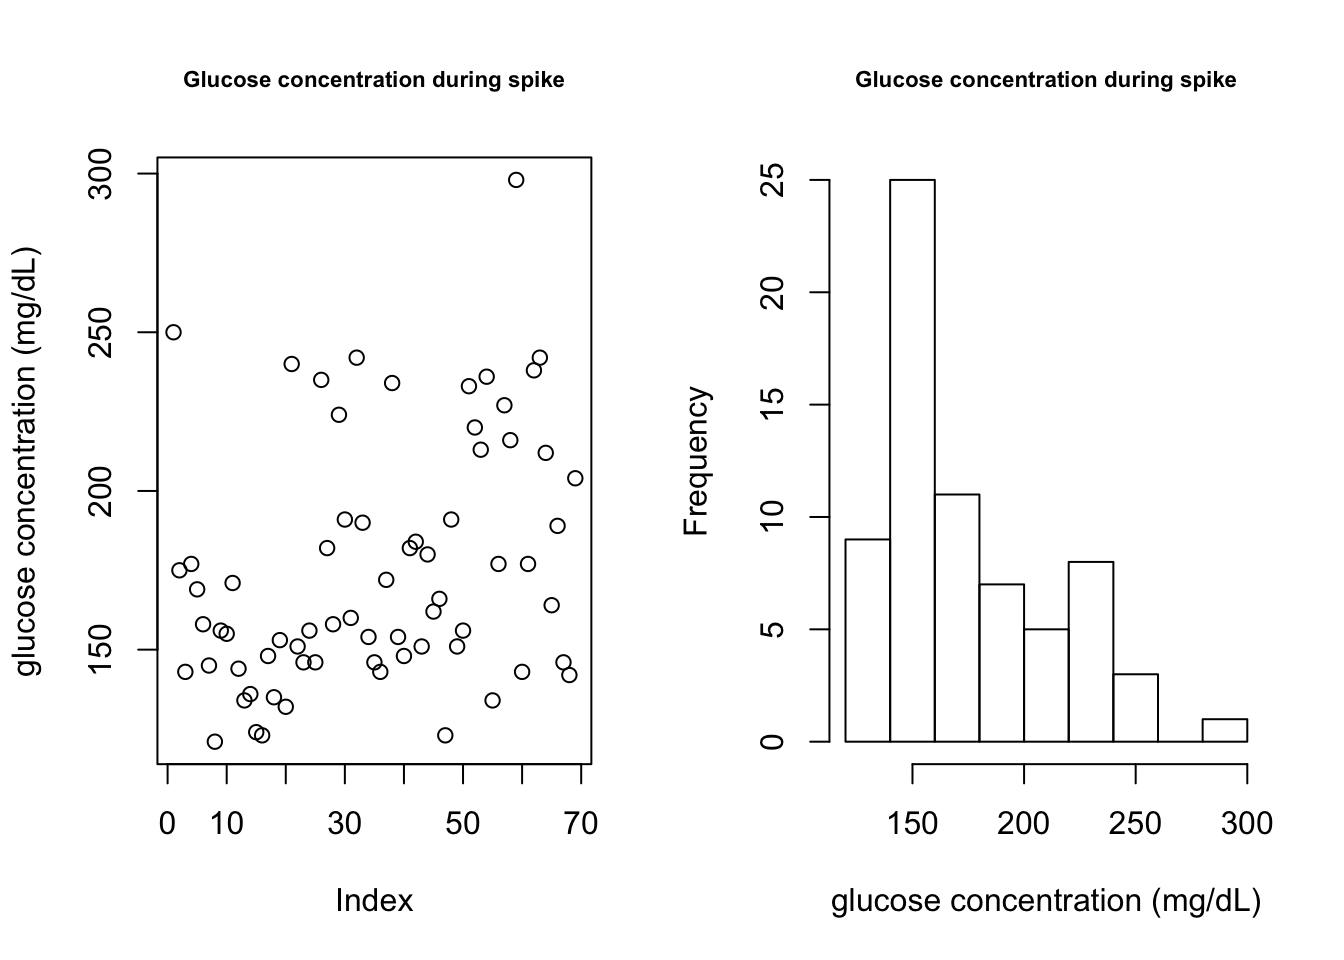 Glucose concentration during spike
glucose concentration (mg/dL)
300
250
200
150
0 10 30 50 70
Index
Glucose concentration during spike
Frequency
25
20
15
10
5
0
150 200 250 300
glucose concentration (mg/dL)